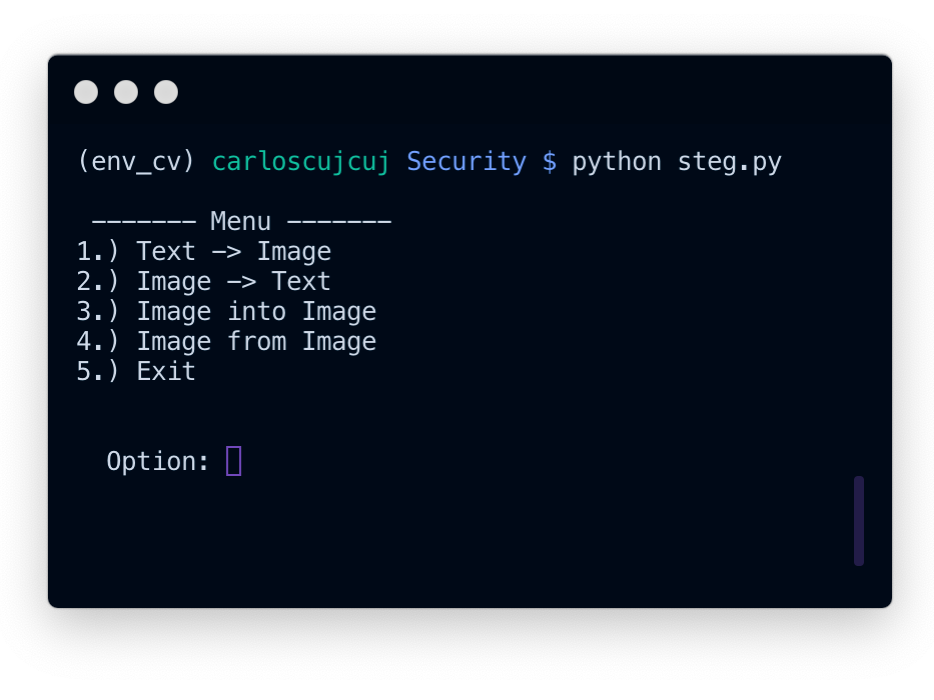 (env_cv) carloscujcuj Security $ python steg.py
------- Menu -------
1.) Text -> Image
2.) Image -> Text
3.) Image into Image
4.) Image from Image
5.) Exit
Option: